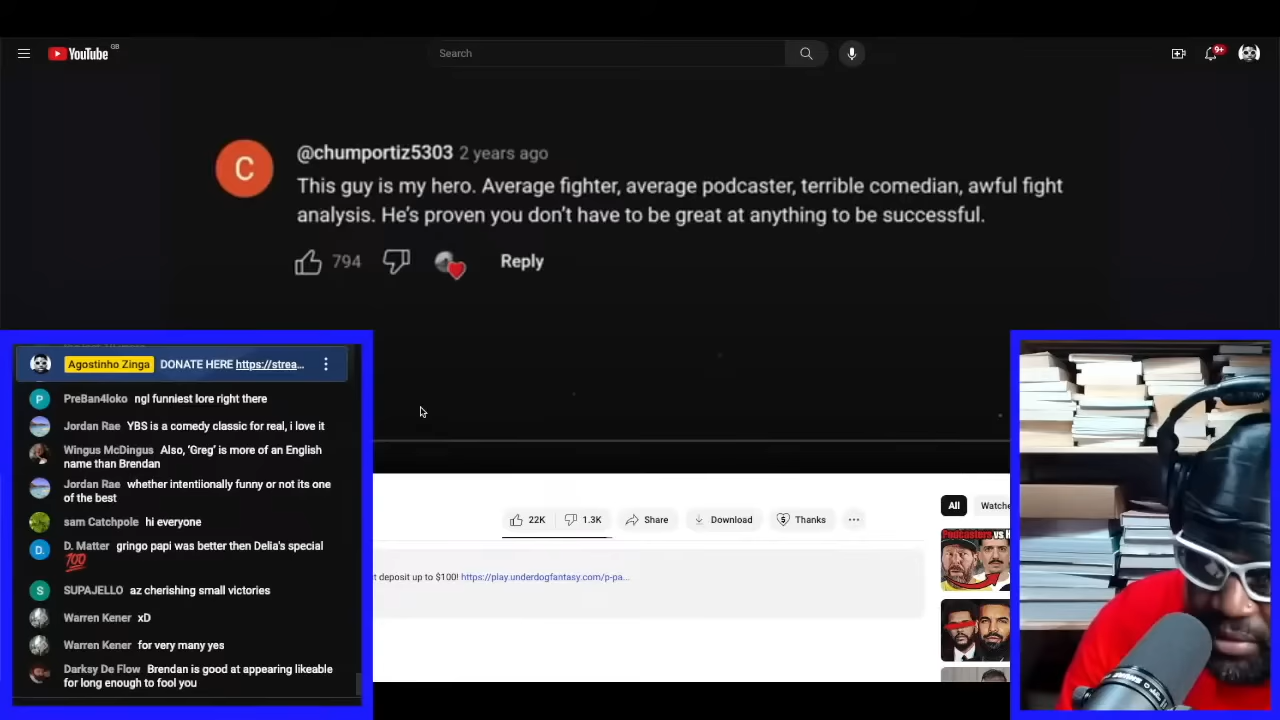 YouTube GB
Search
9+
C
@chumportiz5303 2 years ago
This guy is my hero. Average fighter, average podcaster, terrible comedian, awful fight
analysis. He's proven you don't have to be great at anything to be successful.
794
Reply
Agostinho Zinga DONATE HERE https://strea...
P PreBan4loko ngl funniest lore right there
Jordan Rae YBS is a comedy classic for real, i love it
Wingus McDingus Also, 'Greg' is more of an English
name than Brendan
Jordan Rae whether intentiionally funny or not its one
of the best
sam Catchpole hi everyone
D. D. Matter gringo papi was better then Delia's special
100
S SUPAJELLO az cherishing small victories
Warren Kener xD
Warren Kener for very many yes
Darksy De Flow Brendan is good at appearing likeable
for long enough to fool you
22K 1.3K Share Download Thanks
t deposit up to $100! https://play.underdogfantasy.com/p-pa...
All Watche
Podcasters vs H